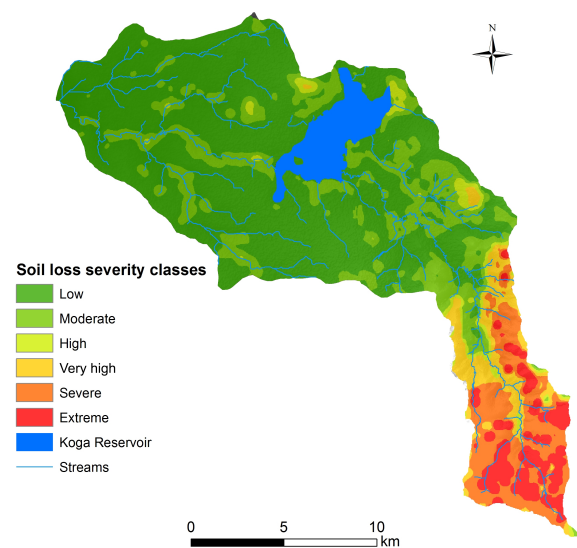 N
Soil loss severity classes
Low
Moderate
High
Very high
Severe
Extreme
Koga Reservoir
Streams
0 5 10
km